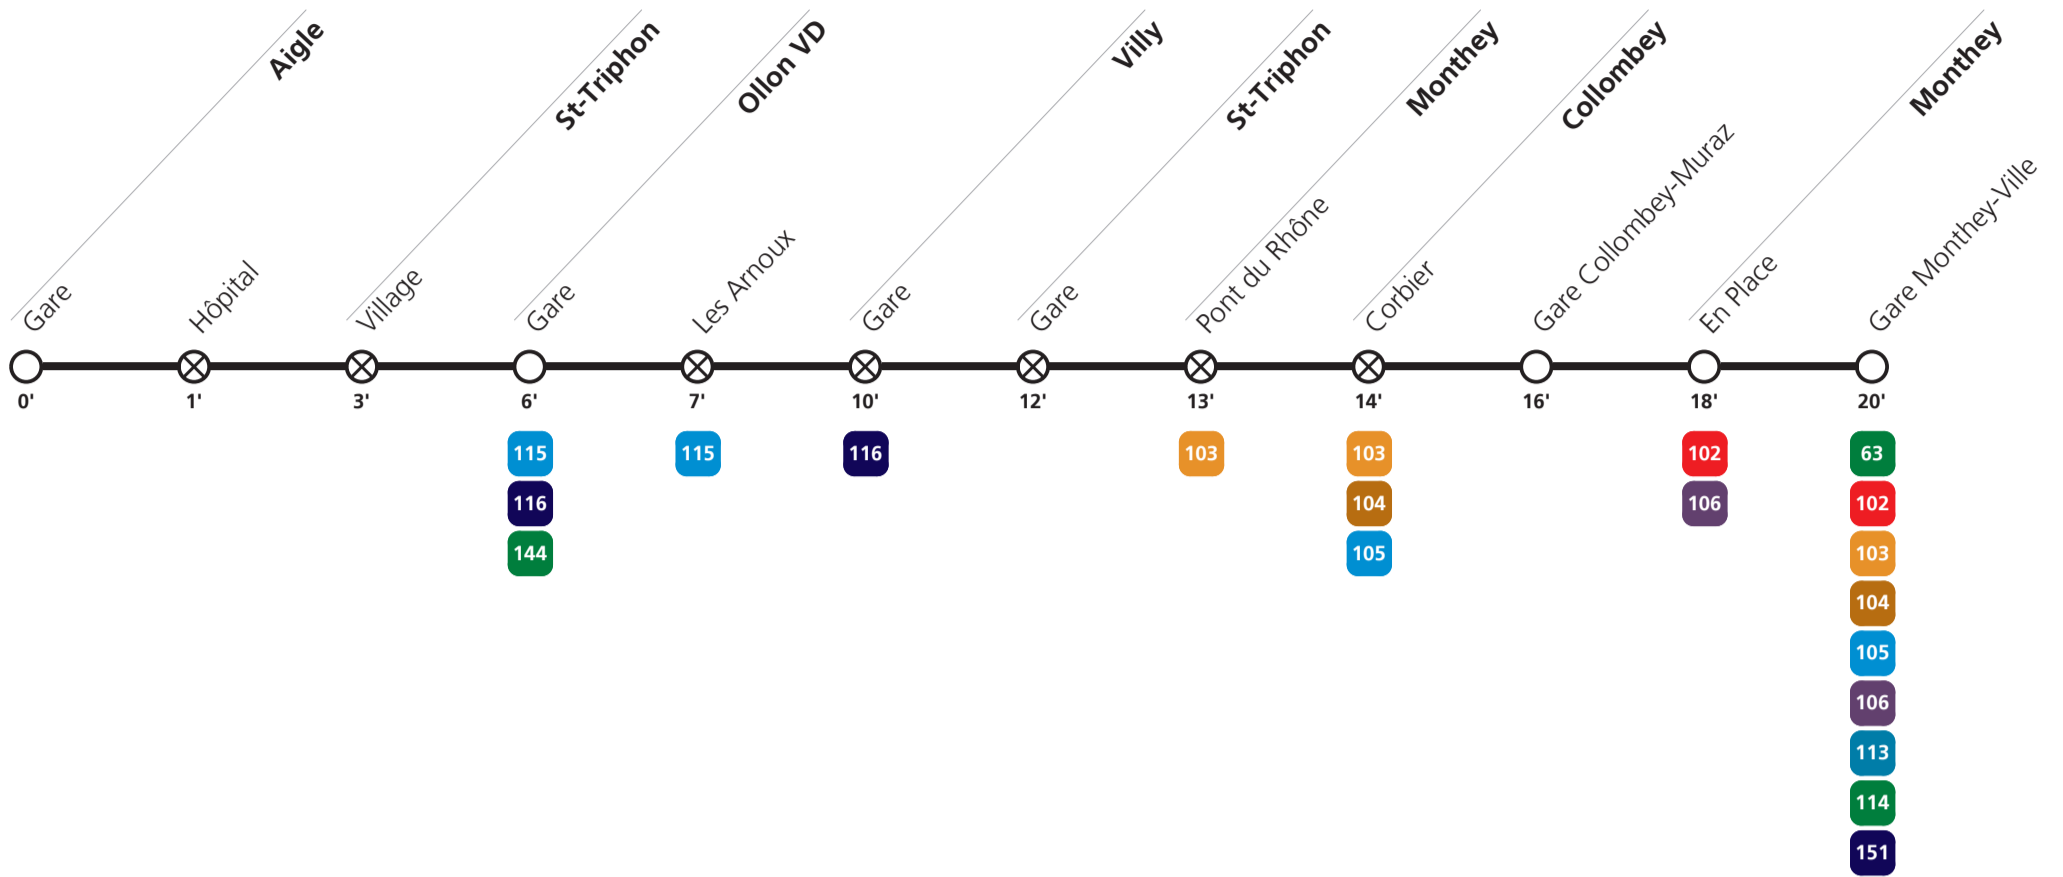 Aigle
St-Triphon
Ollon VD
Villy
St-Triphon
Monthey
Collombey
Monthey
Gare
Hôpital
Village
Gare
Les Arnoux
Gare
Gare
Pont du Rhône
Corbier
Gare Collombey-Muraz
En Place
Gare Monthey-Ville
0' 1' 3' 6' 7' 10' 12' 13' 14' 16' 18' 20'
115 115 116 103 103 102 63
116 104 106 102
144 105 103
104
105
106
113
114
151